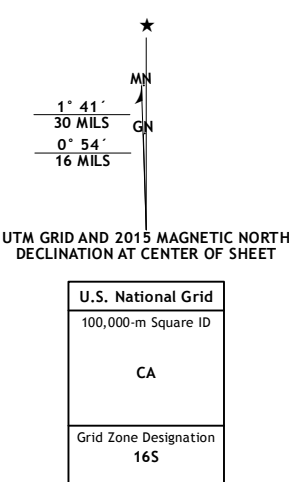 ★
MN
1° 41´
30 MILS
GN
0° 54´
16 MILS
UTM GRID AND 2015 MAGNETIC NORTH
DECLINATION AT CENTER OF SHEET
U.S. National Grid
100,000-m Square ID
CA
Grid Zone Designation
16S